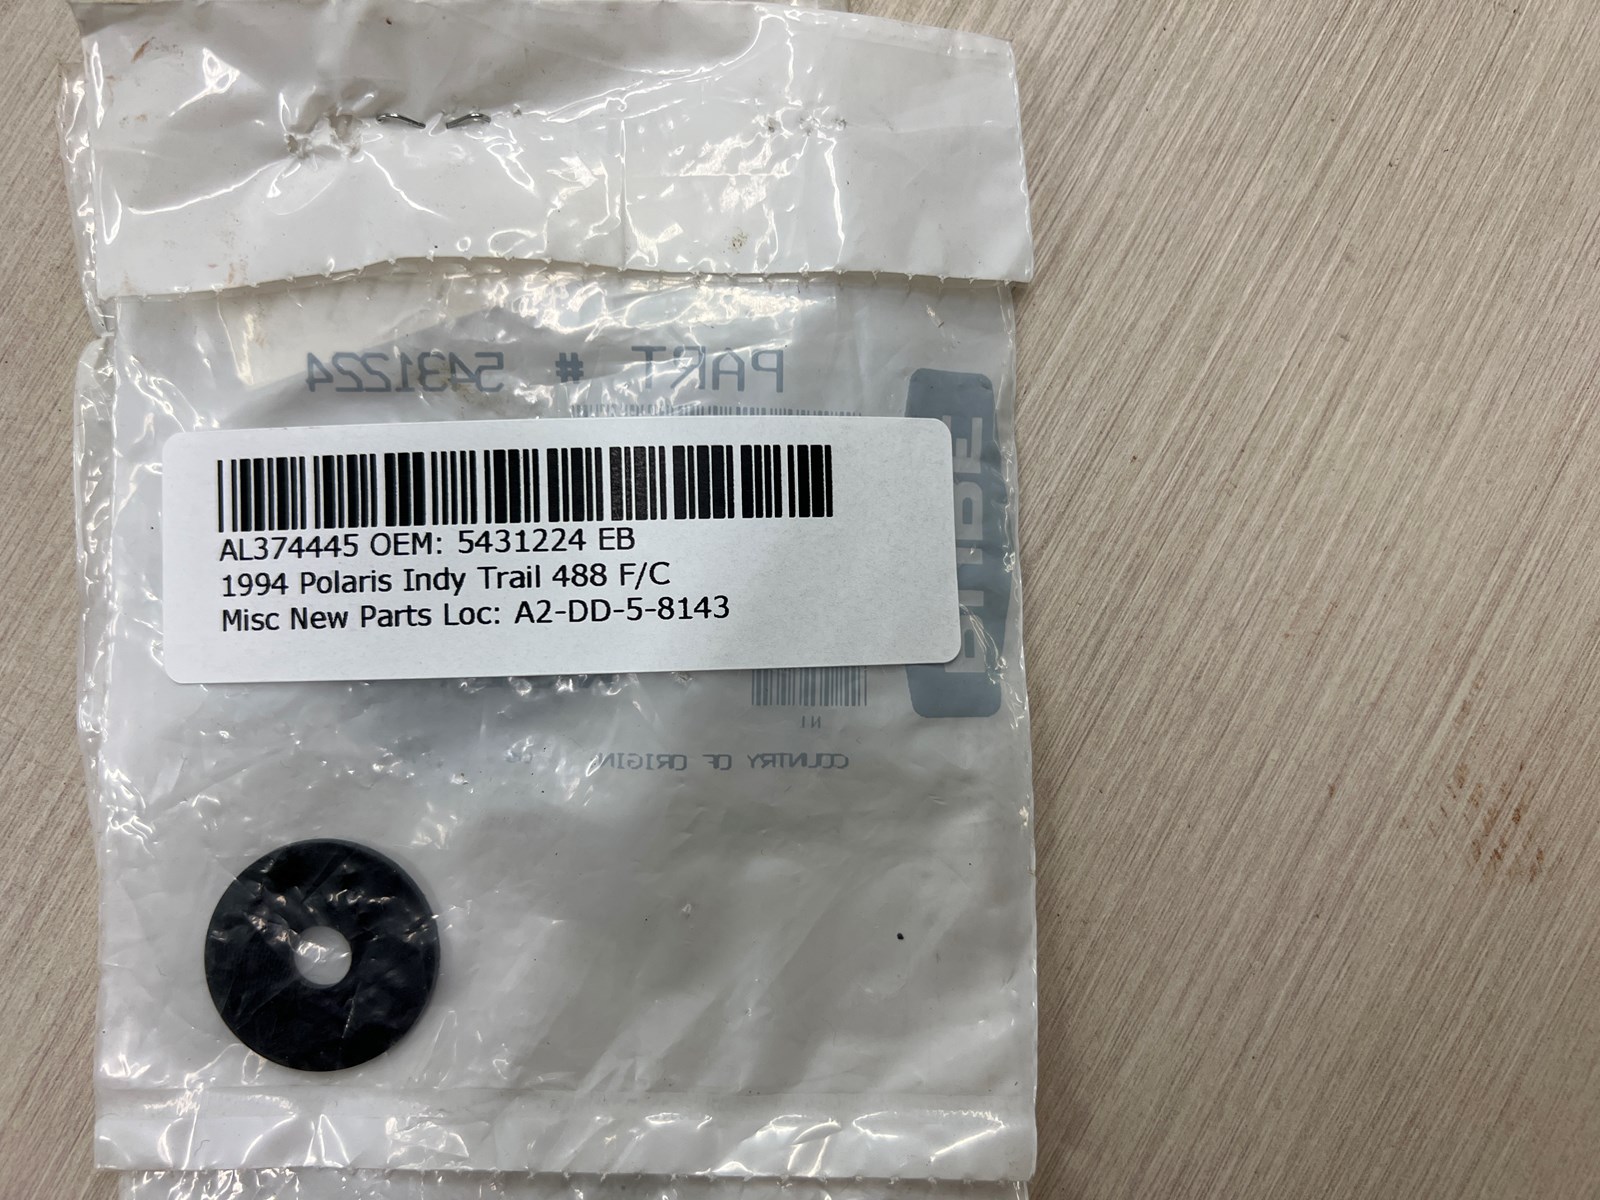 PART # 5431224
AL374445 OEM: 5431224 EB
1994 Polaris Indy Trail 488 F/C
Misc New Parts Loc: A2-DD-5-8143
N1
COUNTRY OF ORIGIN